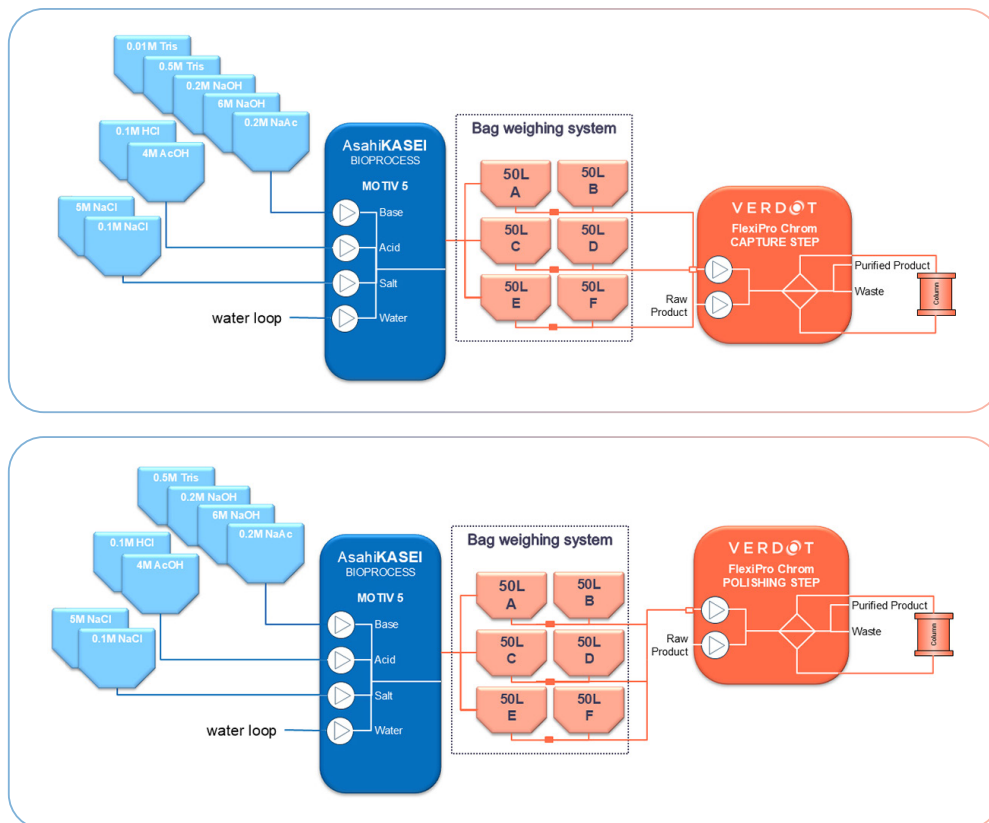 0.01M Tris
0.5M Tris
0.2M NaOH
6M NaOH
0.2M NaAc
0.1M HCl
4M AcOH
5M NaCl
0.1M NaCl
water loop
AsahiKASEI
BIOPROCESS
MOTIV 5
Base
Acid
Salt
Water
Bag weighing system
50L
A
50L
B
50L
C
50L
D
50L
E
50L
F
VERDOT
FlexiPro Chrom
CAPTURE STEP
Raw
Product
Purified Product
Waste
Column
0.5M Tris
0.2M NaOH
6M NaOH
0.2M NaAc
0.1M HCl
4M AcOH
5M NaCl
0.1M NaCl
water loop
AsahiKASEI
BIOPROCESS
MOTIV 5
Base
Acid
Salt
Water
Bag weighing system
50L
A
50L
B
50L
C
50L
D
50L
E
50L
F
VERDOT
FlexiPro Chrom
POLISHING STEP
Raw
Product
Purified Product
Waste
Column